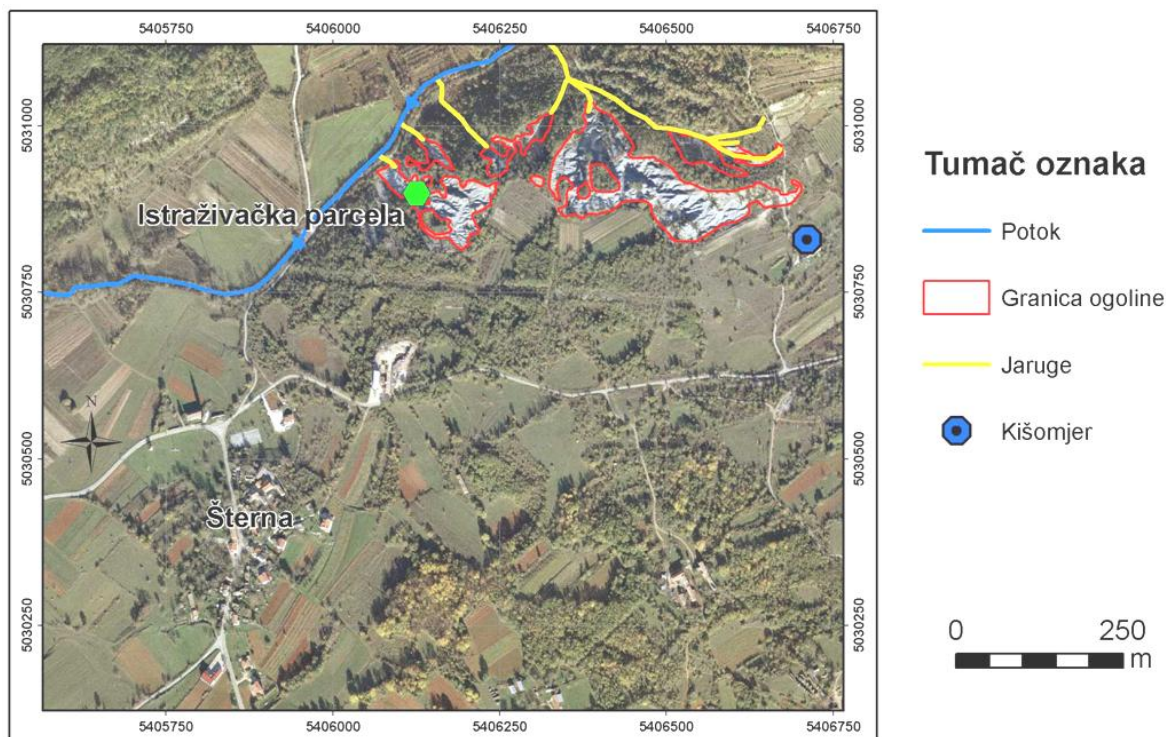 5405750 5406000 5406250 5406500 5406750
5031000
5031000
Istraživačka parcela
5030750
5030750
N
5030500
5030500
Šterna
5030250
5030250
5405750 5406000 5406250 5406500 5406750
Tumač oznaka
Potok
Granica ogoline
Jaruge
Kišomjer
0 250
m